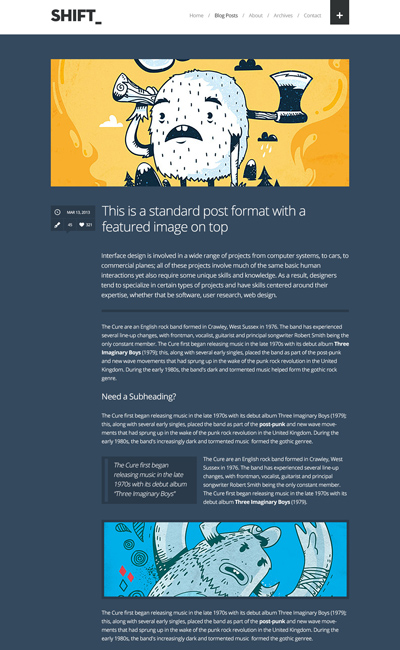 SHIFT_
Home / Blog Posts / About / Archives / Contact
+
MAR 13, 2013
45 321
This is a standard post format with a
featured image on top
Interface design is involved in a wide range of projects from computer systems, to cars, to
commercial planes; all of these projects involve much of the same basic human
interactions yet also require some unique skills and knowledge. As a result, designers
tend to specialize in certain types of projects and have skills centered around their
expertise, whether that be software, user research, web design.
The Cure are an English rock band formed in Crawley, West Sussex in 1976. The band has experienced
several line-up changes, with frontman, vocalist, guitarist and principal songwriter Robert Smith being the
only constant member. The Cure first began releasing music in the late 1970s with its debut album Three
Imaginary Boys (1979); this, along with several early singles, placed the band as part of the post-punk
and new wave movements that had sprung up in the wake of the punk rock revolution in the United
Kingdom. During the early 1980s, the band's dark and tormented music helped form the gothic rock
genre.
Need a Subheading?
The Cure first began releasing music in the late 1970s with its debut album Three Imaginary Boys (1979);
this, along with several early singles, placed the band as part of the post-punk and new wave move-
ments that had sprung up in the wake of the punk rock revolution in the United Kingdom. During the
early 1980s, the band's increasingly dark and tormented music formed the gothic genre.
The Cure first began
releasing music in the late
1970s with its debut album
"Three Imaginary Boys"
The Cure are an English rock band formed in Crawley, West
Sussex in 1976. The band has experienced several line-up
changes, with frontman, vocalist, guitarist and principal
songwriter Robert Smith being the only constant member.
The Cure first began releasing music in the late 1970s with its
debut album Three Imaginary Boys (1979).
The Cure first began releasing music in the late 1970s with its debut album Three Imaginary Boys (1979);
this, along with several early singles, placed the band as part of the post-punk and new wave move-
ments that had sprung up in the wake of the punk rock revolution in the United Kingdom. During the
early 1980s, the band's increasingly dark and tormented music formed the gothic genre.